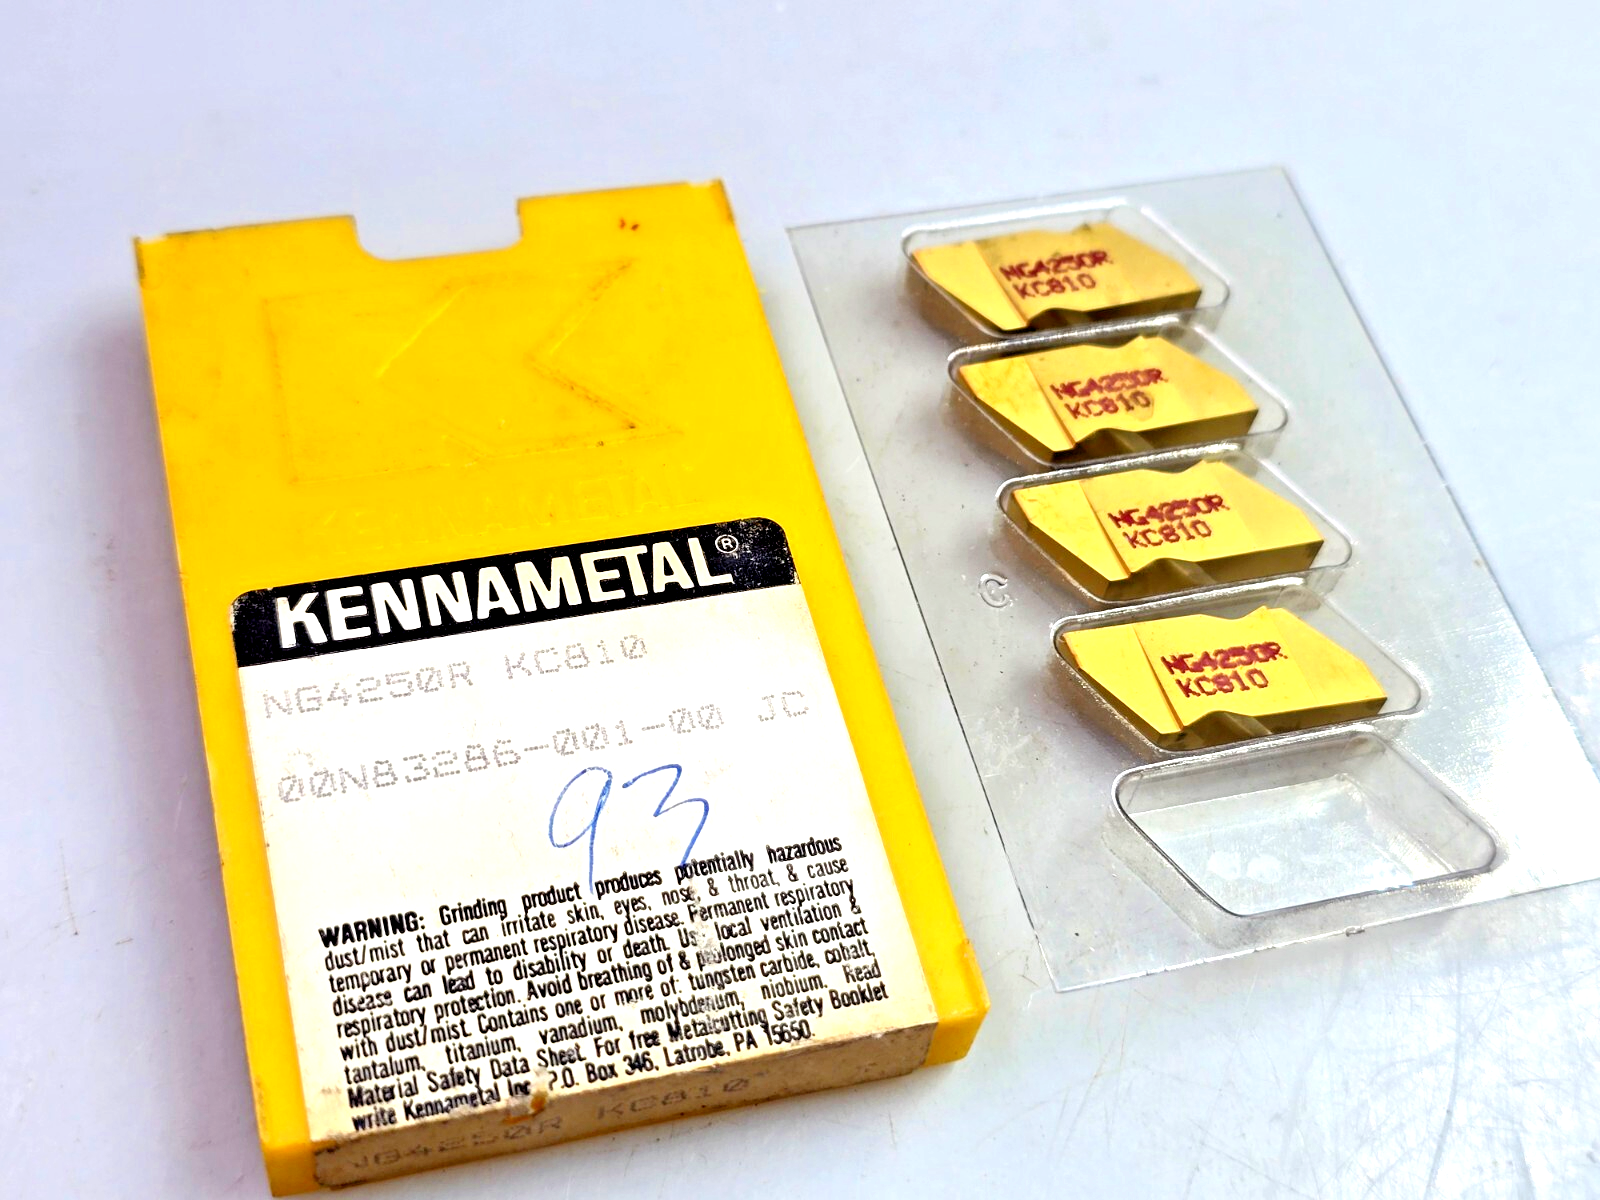 KENNAMETAL
KENNAMETAL®
NG4250R KC810
00N83286-001-00 JC
93
WARNING: Grinding product produces potentially hazardous
dust/mist that can irritate skin, eyes, nose, & throat, & cause
temporary or permanent respiratory disease. Permanent respiratory
disease can lead to disability or death. Use local ventilation &
respiratory protection. Avoid breathing of & prolonged skin contact
with dust/mist. Contains one or more of: tungsten carbide, cobalt,
tantalum, titanium, vanadium, molybdenum, niobium. Read
Material Safety Data Sheet. For free Metalcutting Safety Booklet
write Kennametal Inc. P.O. Box 346, Latrobe, PA 15650.
NG4250R KC810
NG4250R
KC810
NG4250R
KC810
NG4250R
KC810
NG4250R
KC810
C